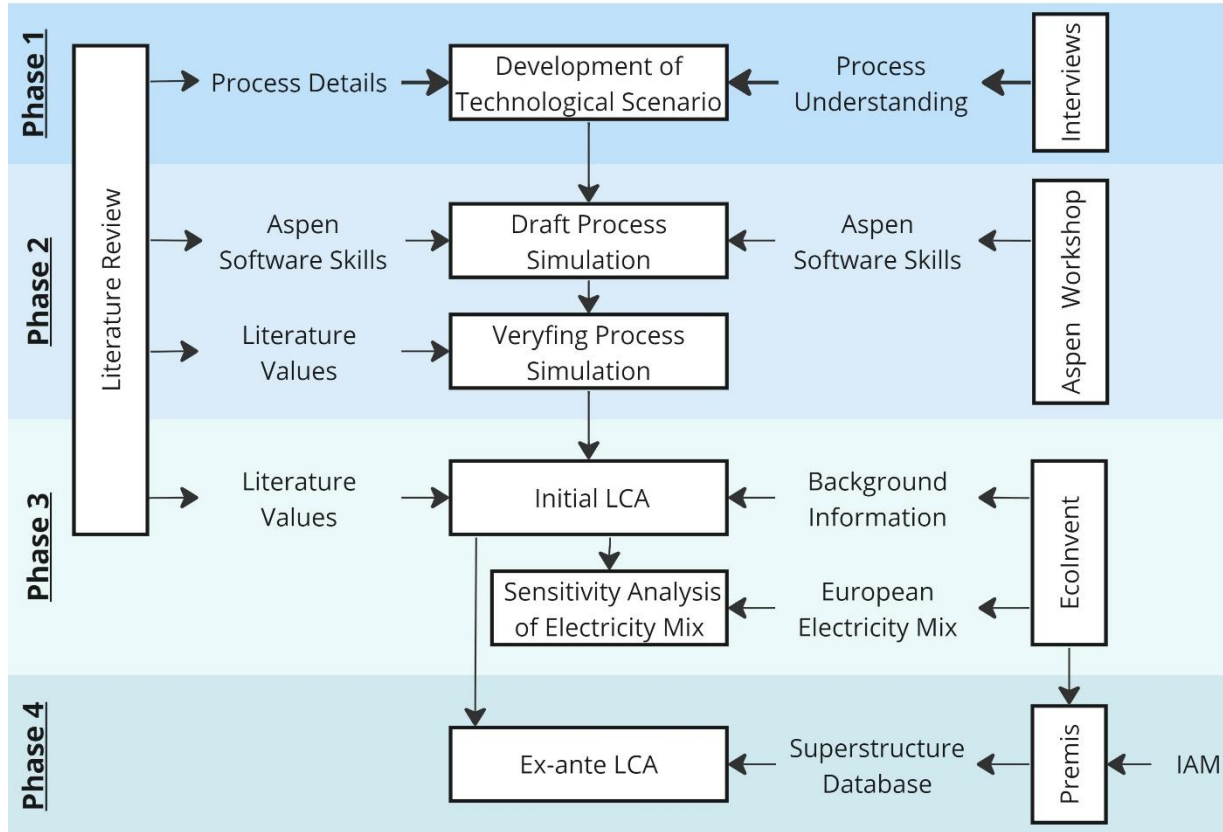 Phase 1
Literature Review
Process Details
Development of
Technological Scenario
Process
Understanding
Interviews
Phase 2
Aspen
Software Skills
Draft Process
Simulation
Aspen
Software Skills
Aspen Workshop
Literature
Values
Veryfing Process
Simulation
Phase 3
Literature
Values
Initial LCA
Background
Information
EcoInvent
Sensitivity Analysis
of Electricity Mix
European
Electricity Mix
Phase 4
Ex-ante LCA
Superstructure
Database
Premis
IAM